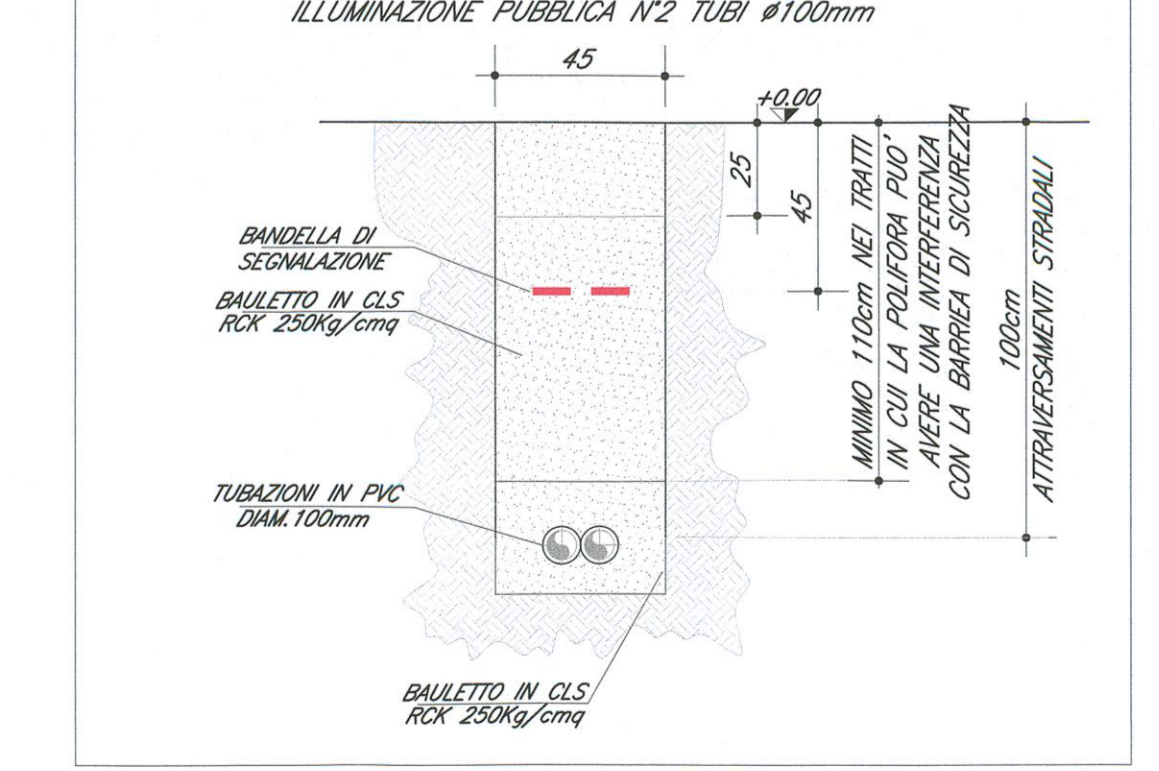 ILLUMINAZIONE PUBBLICA N°2 TUBI ø100mm
45
+0.00
25
45
BANDELLA DI
SEGNALAZIONE
BAULETTO IN CLS
RCK 250Kg/cmq
MINIMO 110cm NEI TRATTI
IN CUI LA POLIFORA PUO'
AVERE UNA INTERFERENZA
CON LA BARRIEA DI SICUREZZA
100cm
ATTRAVERSAMENTI STRADALI
TUBAZIONI IN PVC
DIAM.100mm
BAULETTO IN CLS
RCK 250Kg/cmq